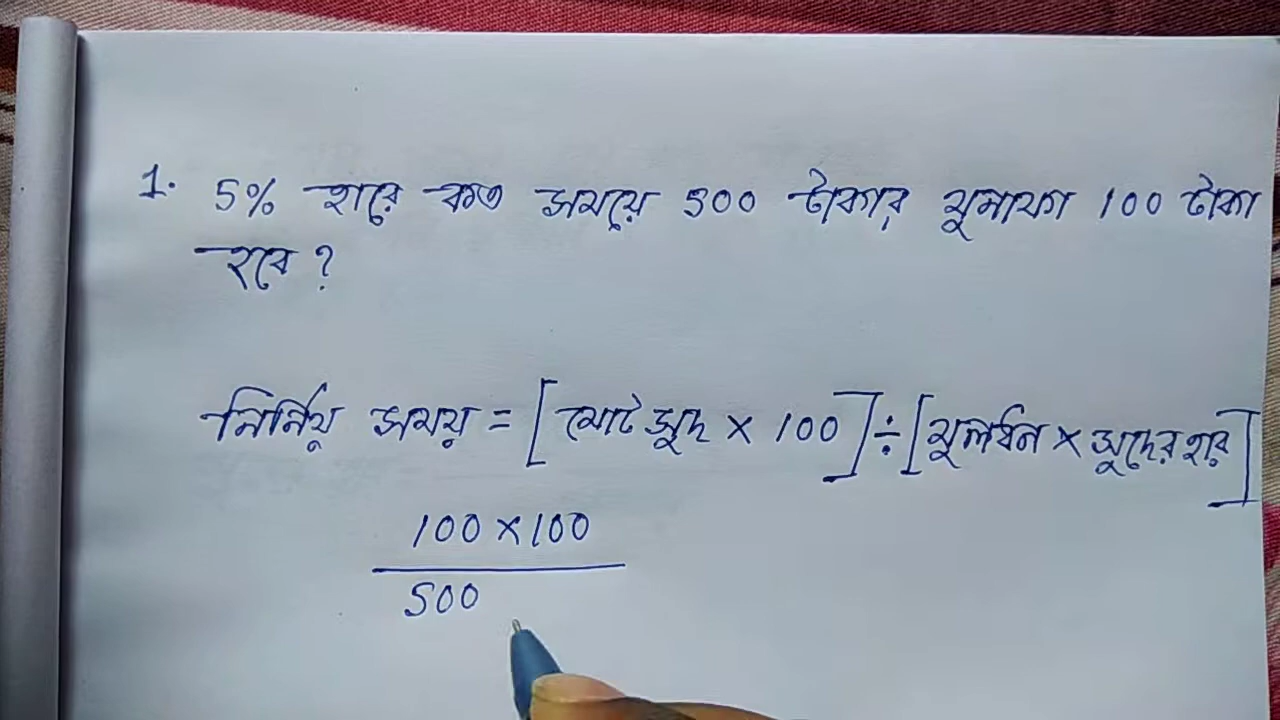 1. 5% হারে কত সময়ে 500 টাকার মুনাফা 100 টাকা
হবে ?
নির্নিয় সময় = [মোট সুদ × 100] ÷ [মূলধন × সুদের হার]
100 × 100
500